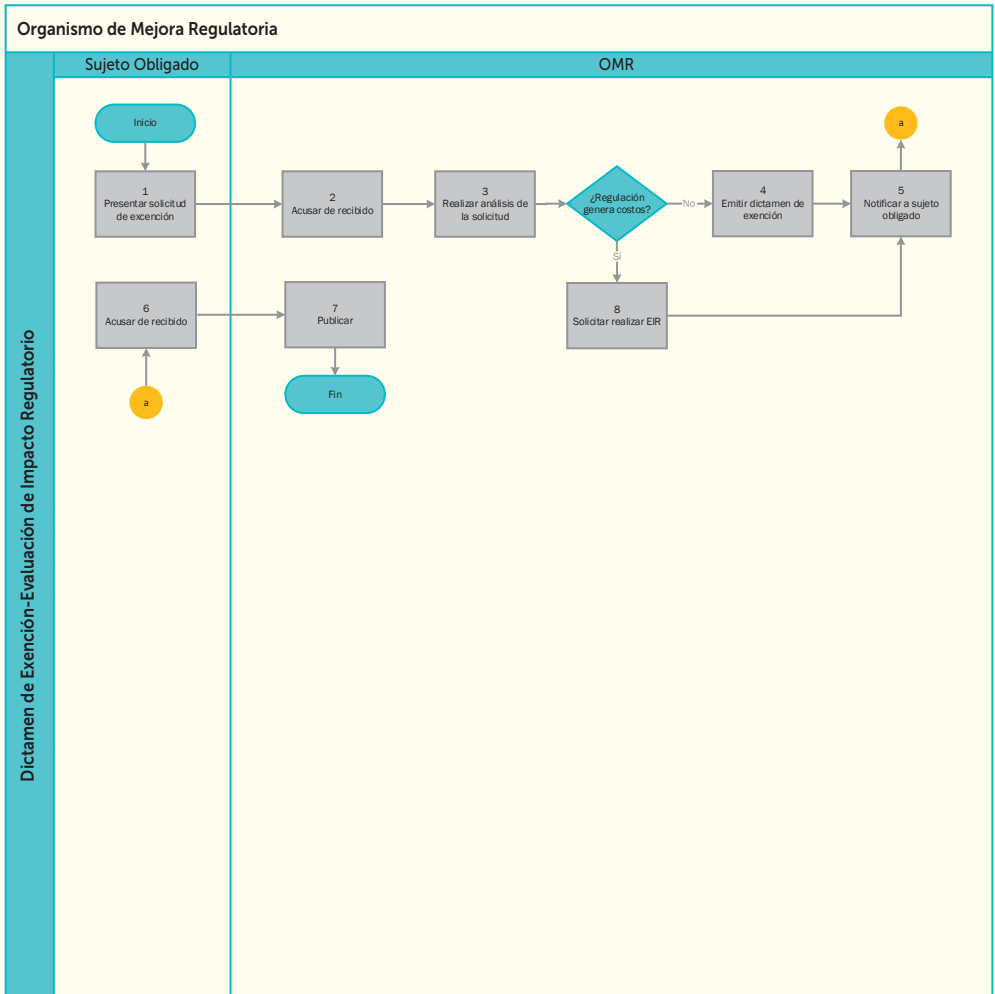 Organismo de Mejora Regulatoria
Dictamen de Exención-Evaluación de Impacto Regulatorio
Sujeto Obligado
OMR
Inicio
1
Presentar solicitud
de excención
2
Acusar de recibido
3
Realizar análisis de
la solicitud
¿Regulación
genera costos?
No
4
Emitir dictamen de
exención
5
Notificar a sujeto
obligado
a
Sí
8
Solicitar realizar EIR
6
Acusar de recibido
7
Publicar
a
Fin